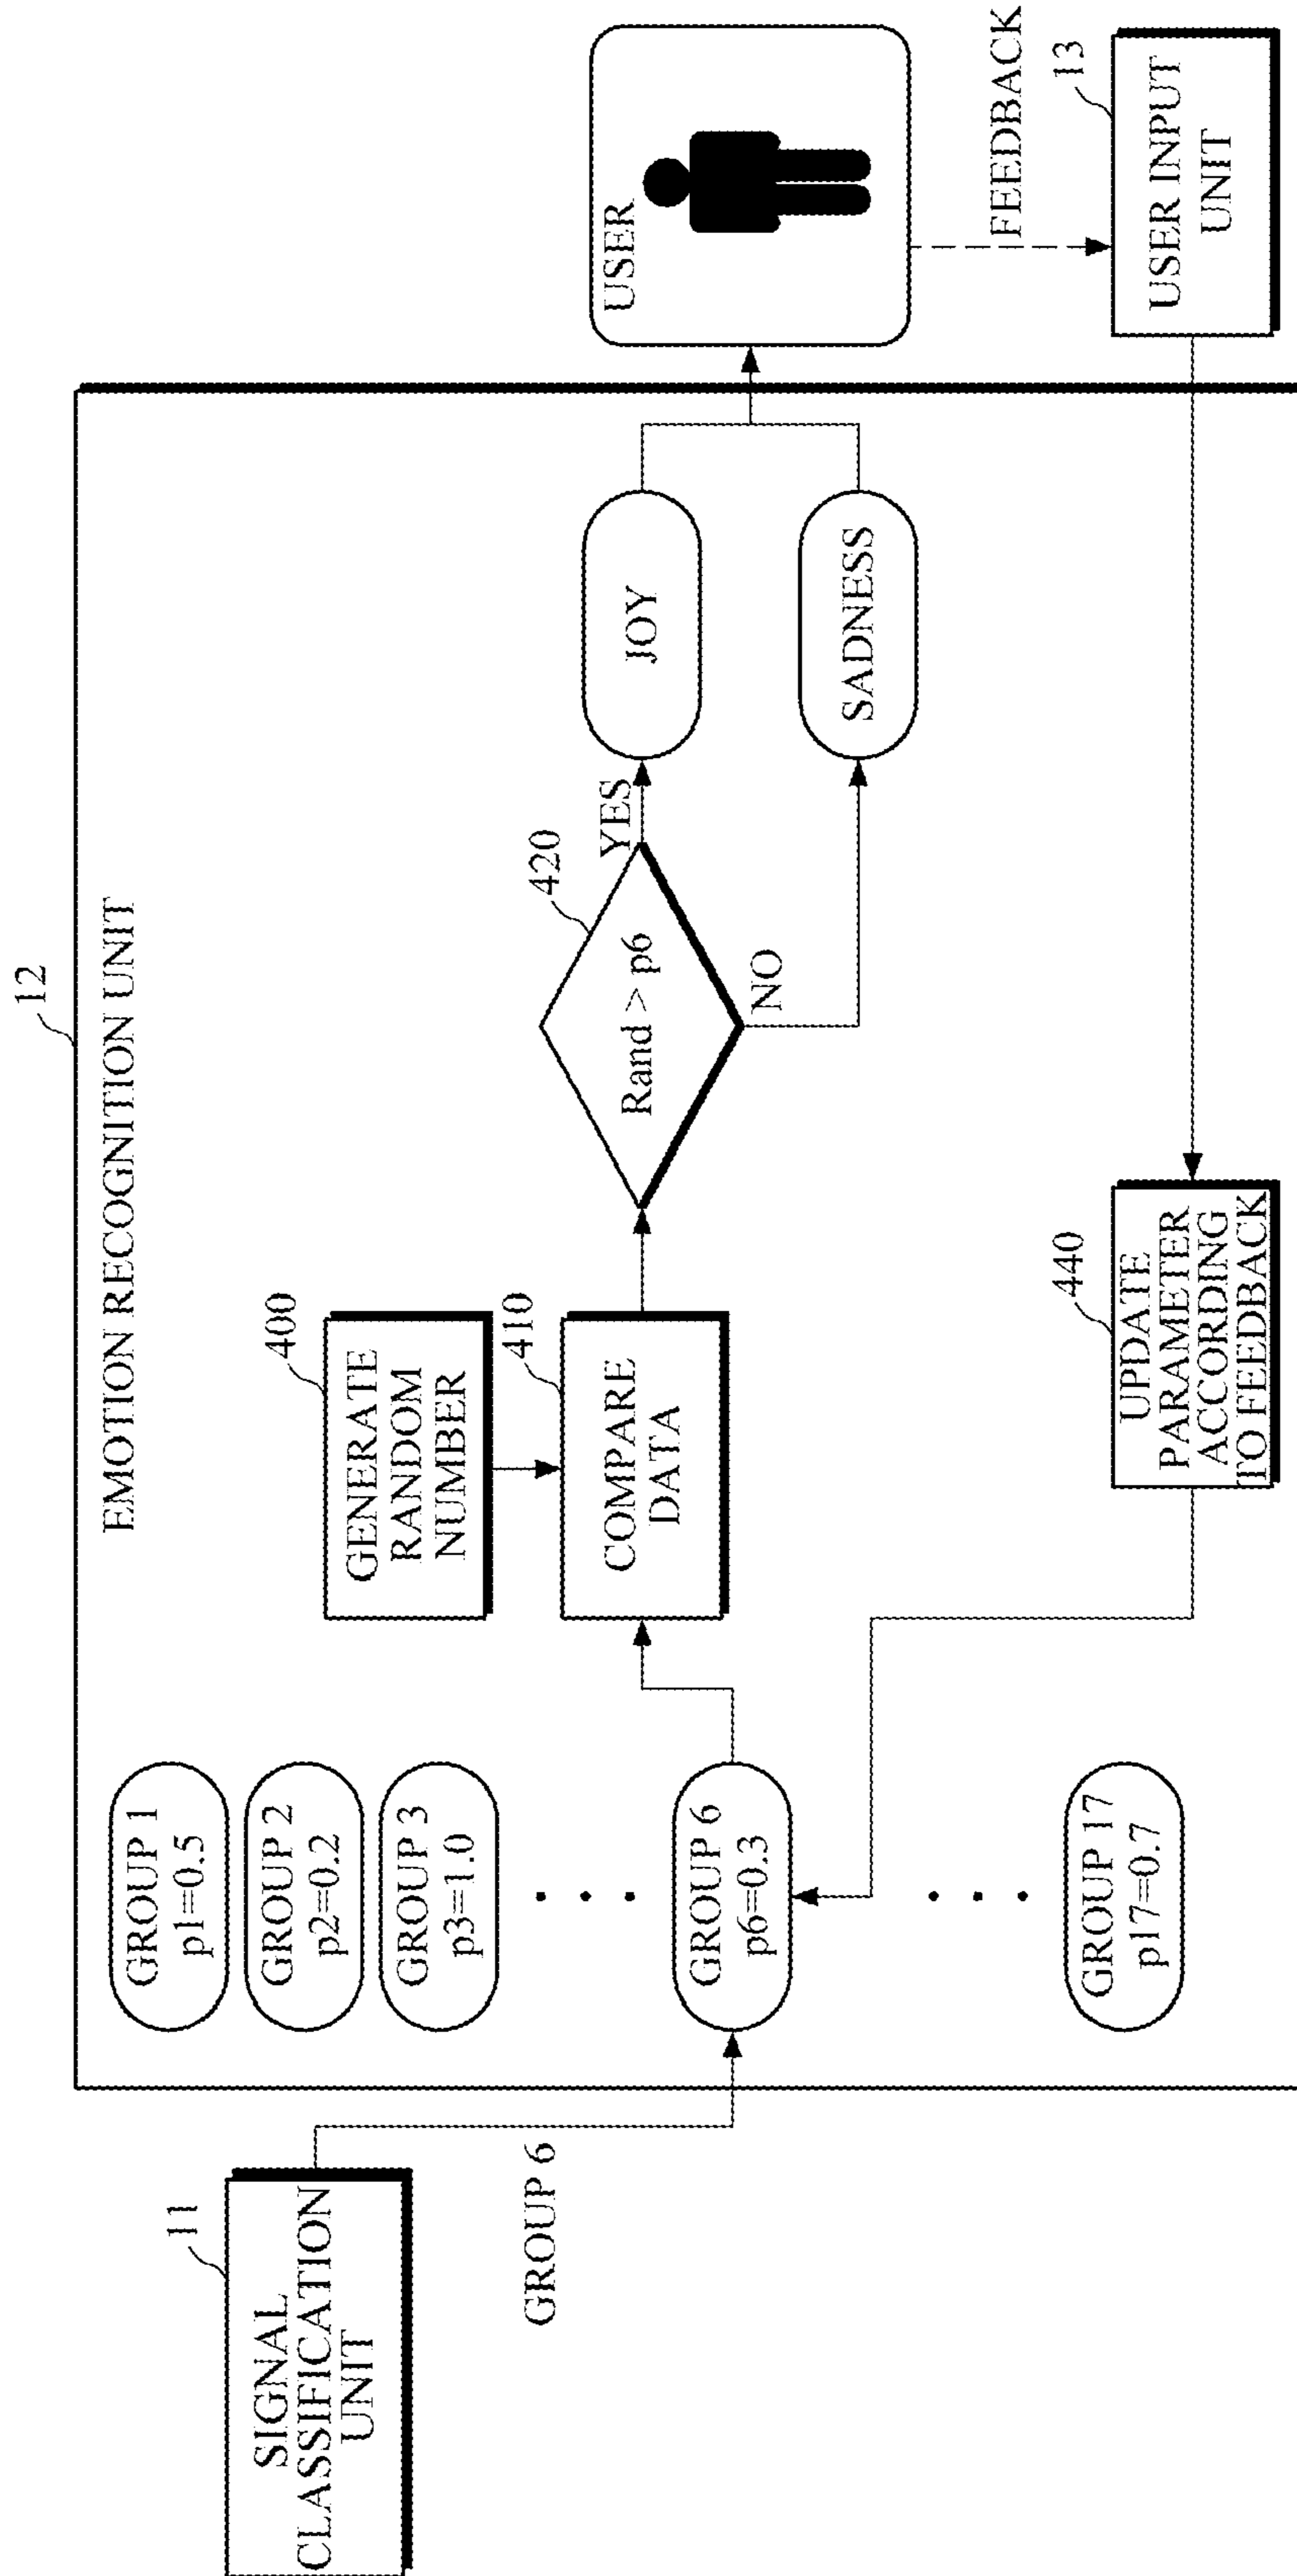 12
EMOTION RECOGNITION UNIT
11
SIGNAL
CLASSIFICATION
UNIT
GROUP 6
GROUP 1
p1=0.5
GROUP 2
p2=0.2
GROUP 3
p3=1.0
GROUP 6
p6=0.3
GROUP 17
p17=0.7
400
GENERATE
RANDOM
NUMBER
410
COMPARE
DATA
420
Rand > p6
YES
NO
JOY
SADNESS
440
UPDATE
PARAMETER
ACCORDING
TO FEEDBACK
USER
FEEDBACK
13
USER INPUT
UNIT